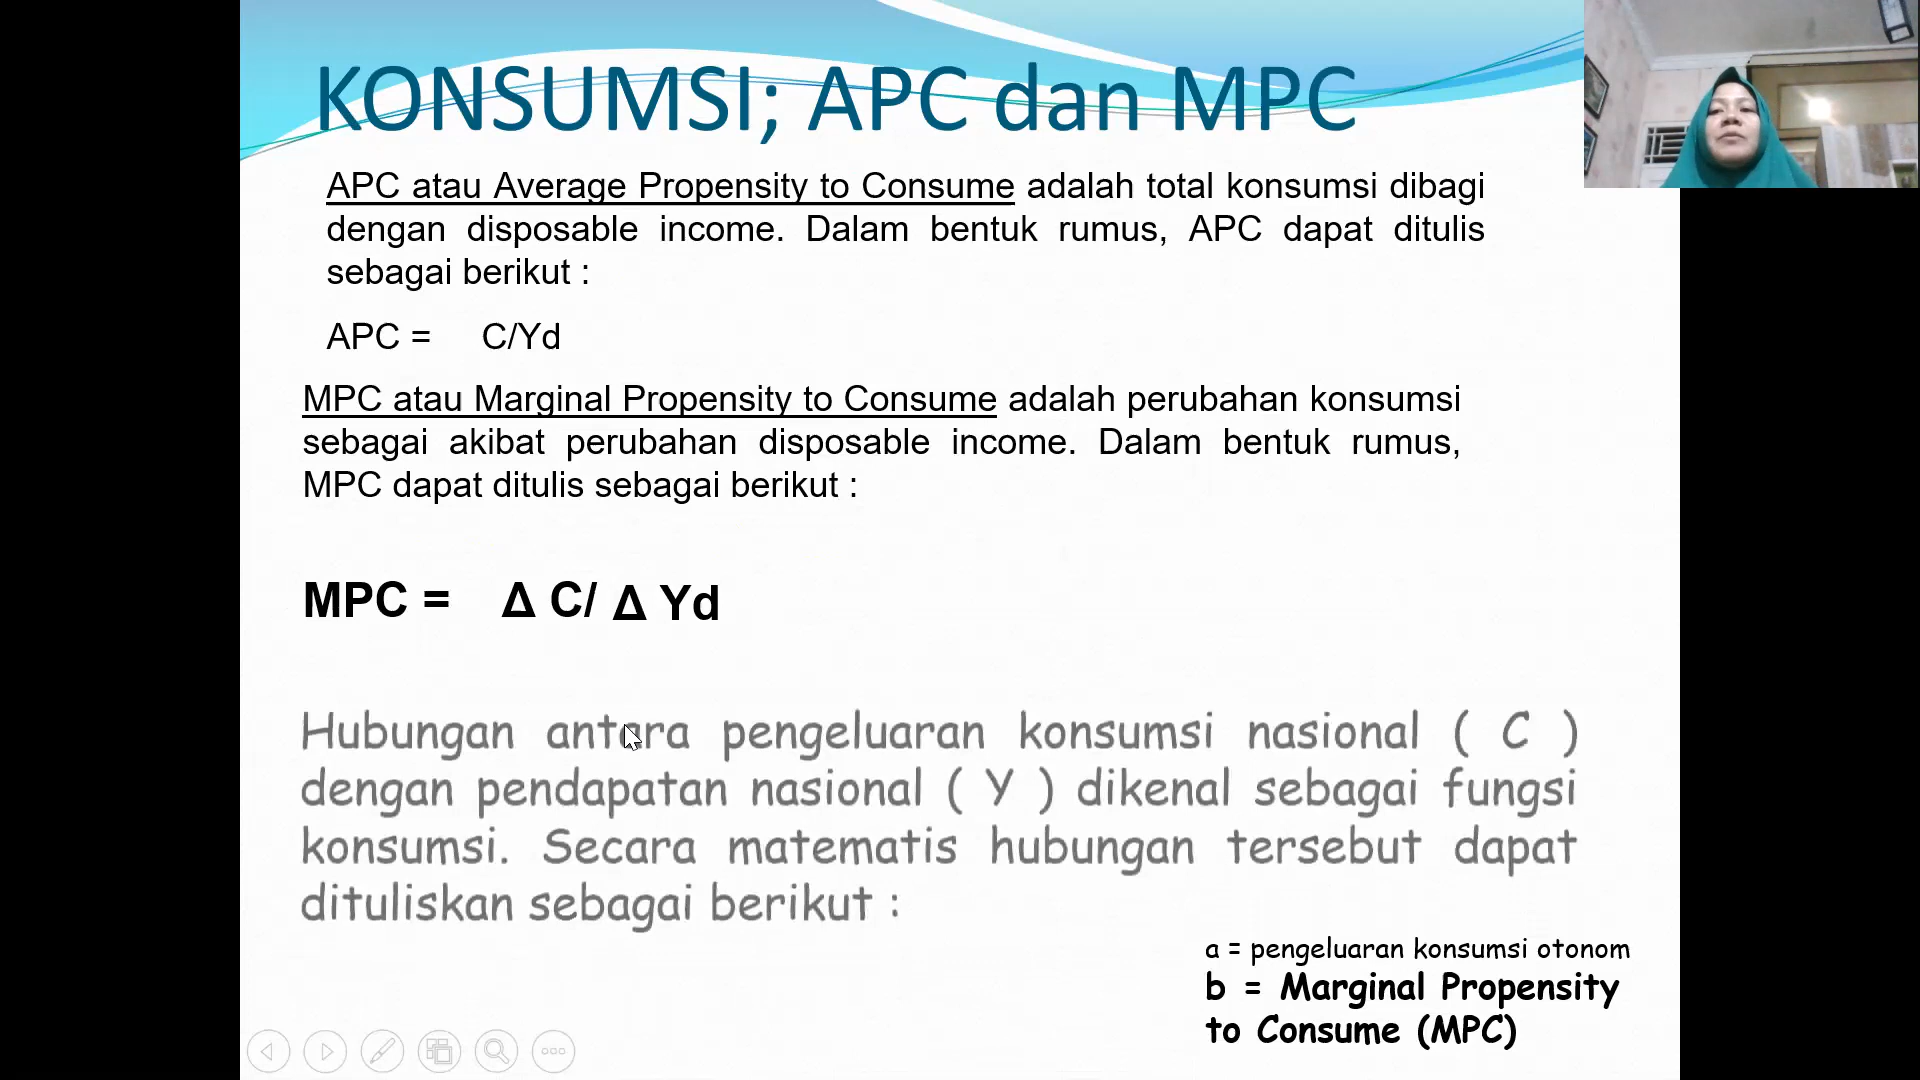 KONSUMSI; APC dan MPC
APC atau Average Propensity to Consume adalah total konsumsi dibagi
dengan disposable income. Dalam bentuk rumus, APC dapat ditulis
sebagai berikut :
APC = C/Yd
MPC atau Marginal Propensity to Consume adalah perubahan konsumsi
sebagai akibat perubahan disposable income. Dalam bentuk rumus,
MPC dapat ditulis sebagai berikut :
MPC = Δ C/ Δ Yd
Hubungan antara pengeluaran konsumsi nasional ( C )
dengan pendapatan nasional ( Y ) dikenal sebagai fungsi
konsumsi. Secara matematis hubungan tersebut dapat
dituliskan sebagai berikut :
a = pengeluaran konsumsi otonom
b = Marginal Propensity
to Consume (MPC)